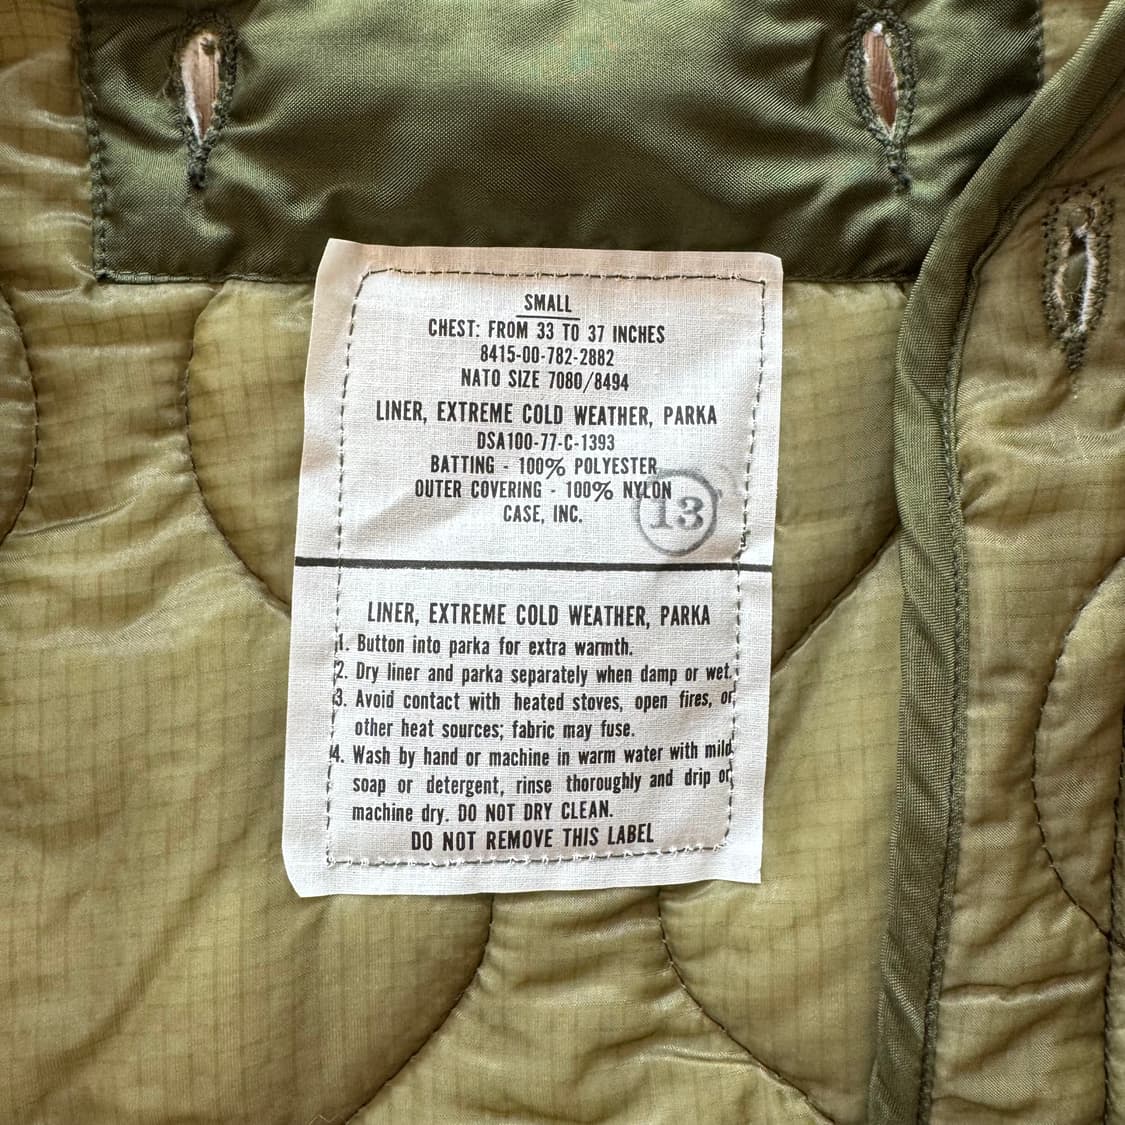 SMALL
CHEST: FROM 33 TO 37 INCHES
8415-00-782-2882
NATO SIZE 7080/8494
LINER, EXTREME COLD WEATHER, PARKA
DSA100-77-C-1393
BATTING - 100% POLYESTER
OUTER COVERING - 100% NYLON
CASE, INC.
13
LINER, EXTREME COLD WEATHER, PARKA
1. Button into parka for extra warmth.
2. Dry liner and parka separately when damp or wet.
3. Avoid contact with heated stoves, open fires, or
other heat sources; fabric may fuse.
4. Wash by hand or machine in warm water with mild
soap or detergent, rinse thoroughly and drip or
machine dry. DO NOT DRY CLEAN.
DO NOT REMOVE THIS LABEL